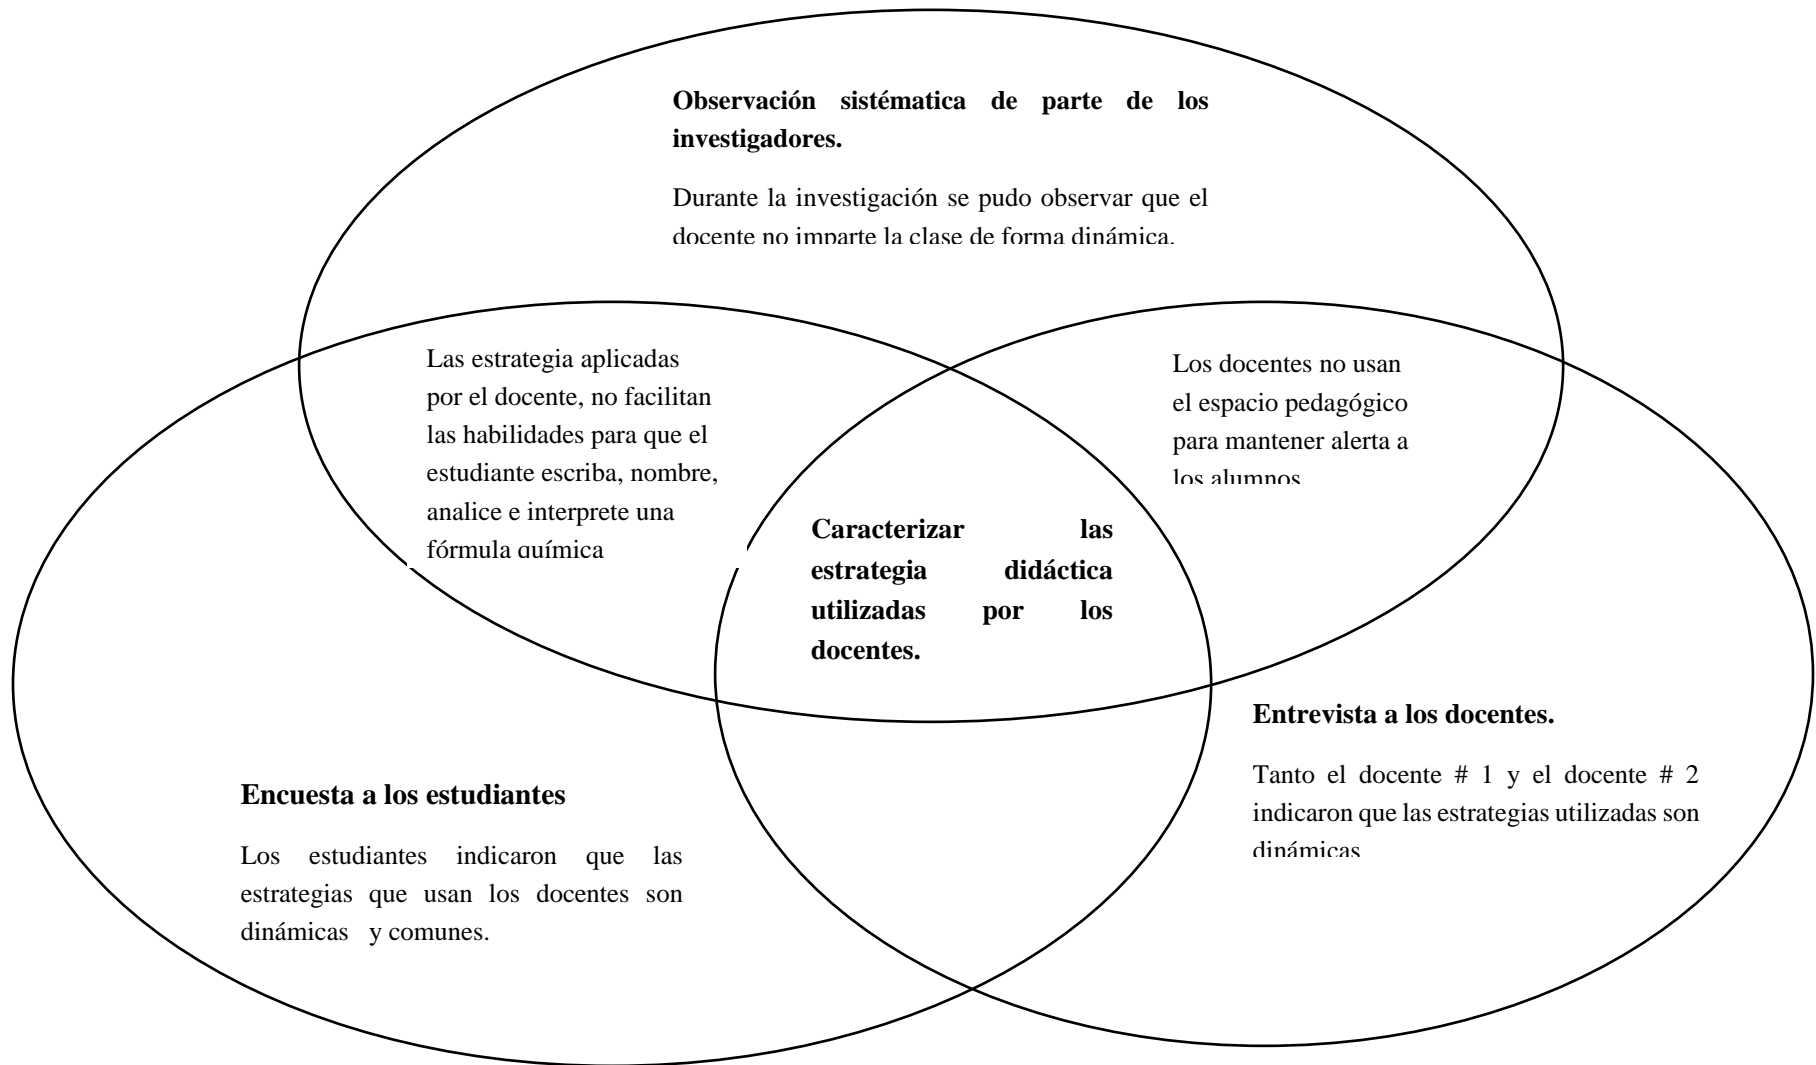 Observación sistématica de parte de los
investigadores.
Durante la investigación se pudo observar que el
docente no imparte la clase de forma dinámica.
Las estrategia aplicadas
por el docente, no facilitan
las habilidades para que el
estudiante escriba, nombre,
analice e interprete una
fórmula química
Los docentes no usan
el espacio pedagógico
para mantener alerta a
los alumnos
Caracterizar las
estrategia didáctica
utilizadas por los
docentes.
Entrevista a los docentes.
Tanto el docente # 1 y el docente # 2
indicaron que las estrategias utilizadas son
dinámicas
Encuesta a los estudiantes
Los estudiantes indicaron que las
estrategias que usan los docentes son
dinámicas y comunes.